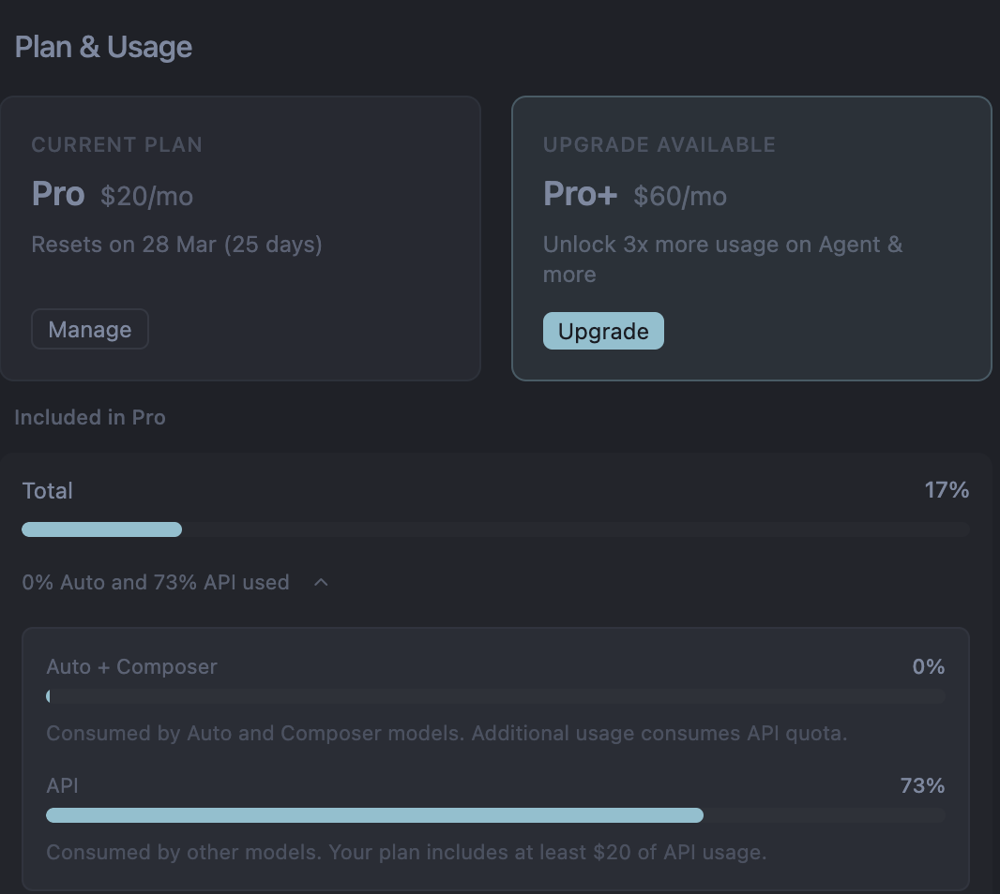 Plan & Usage
CURRENT PLAN
Pro $20/mo
Resets on 28 Mar (25 days)
Manage
UPGRADE AVAILABLE
Pro+ $60/mo
Unlock 3x more usage on Agent &
more
Upgrade
Included in Pro
Total 17%
0% Auto and 73% API used
Auto + Composer 0%
Consumed by Auto and Composer models. Additional usage consumes API quota.
API 73%
Consumed by other models. Your plan includes at least $20 of API usage.